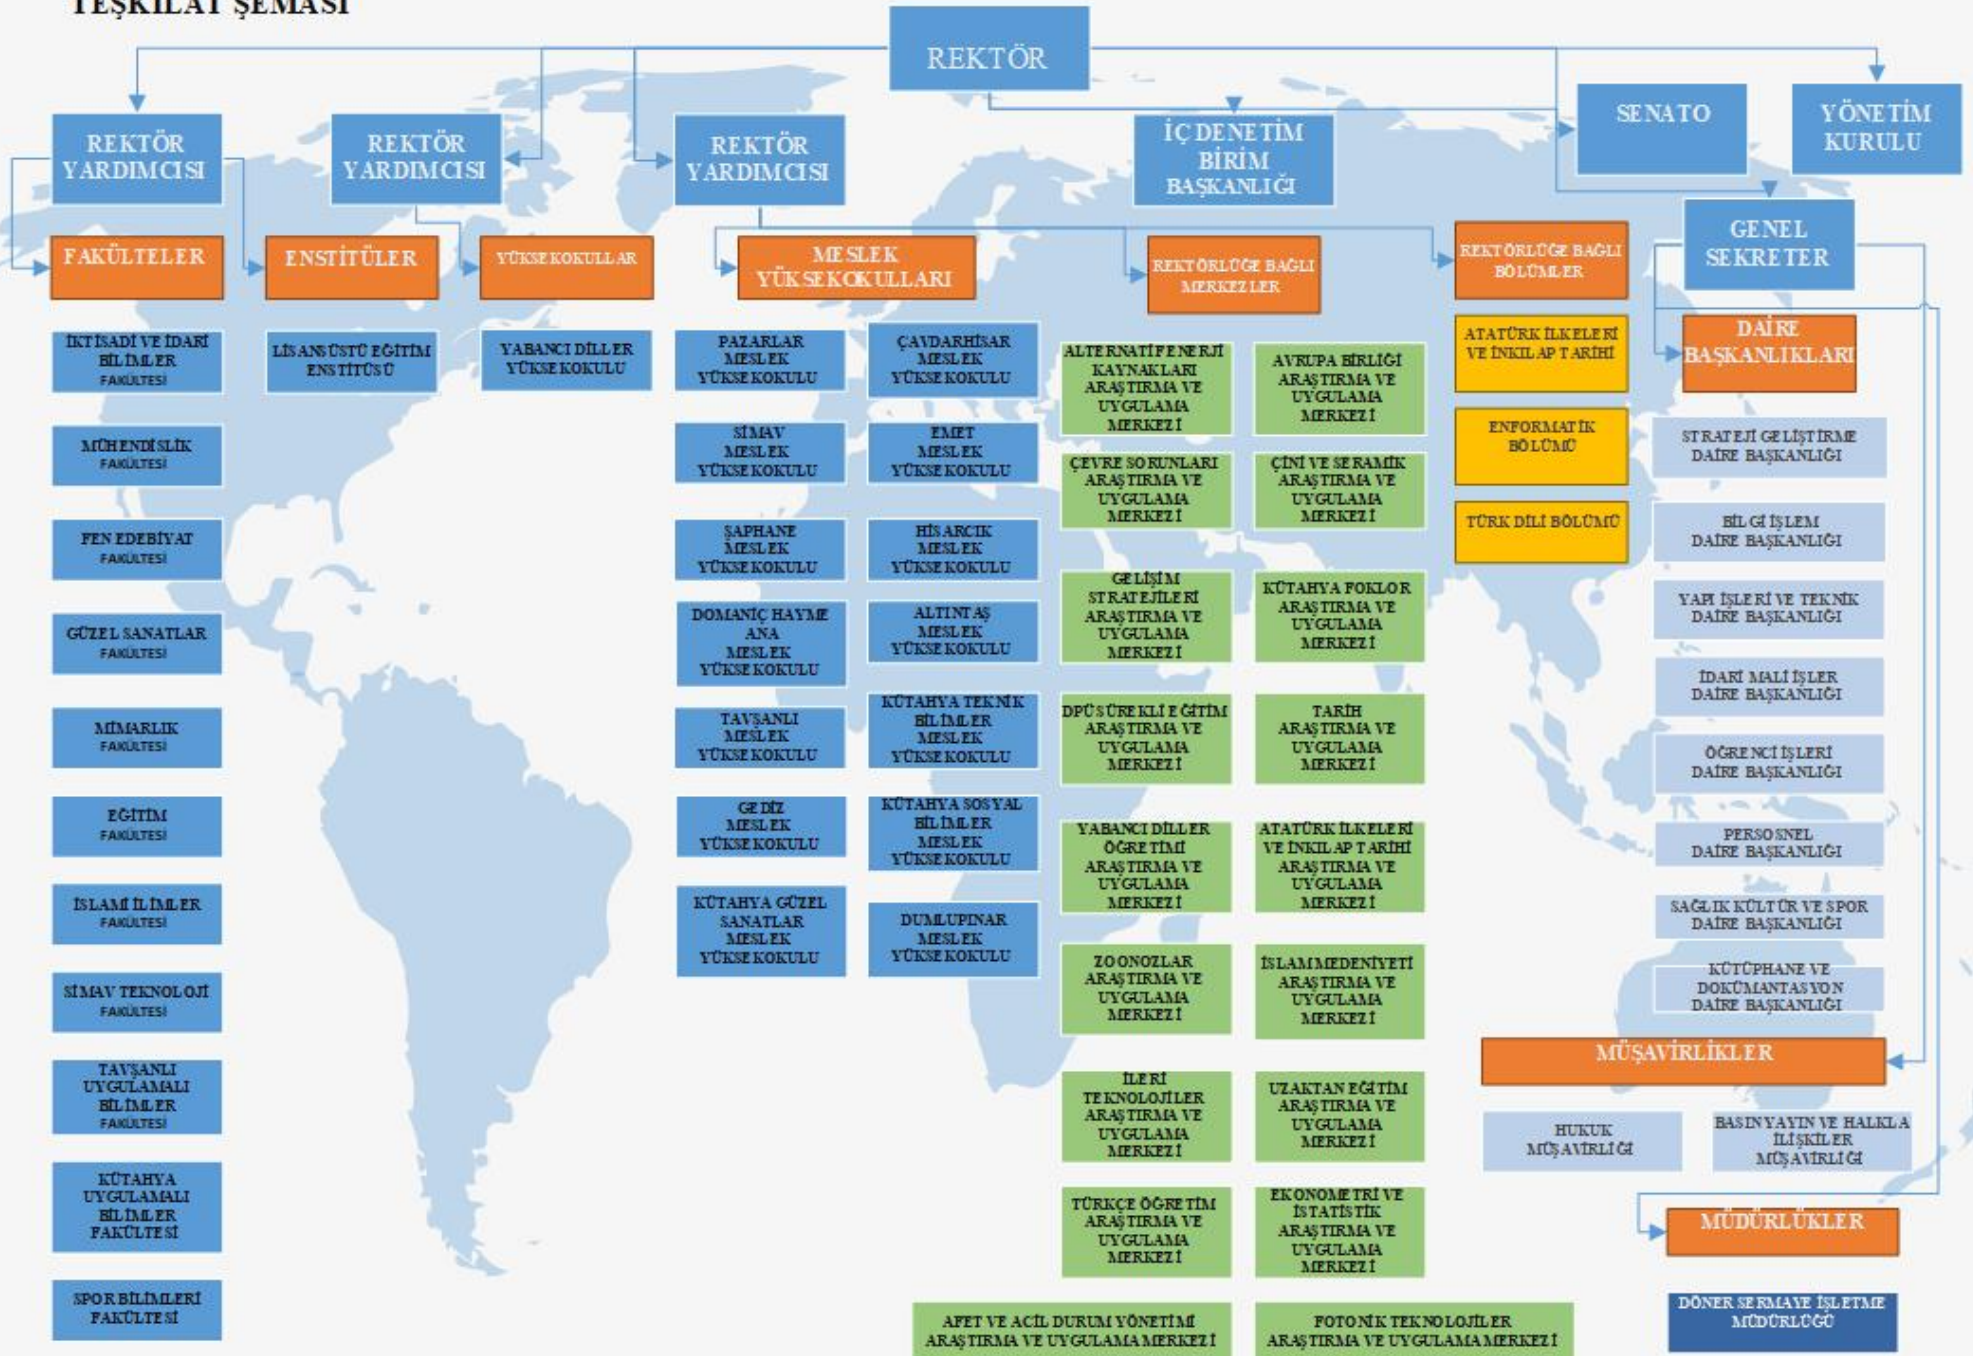 TEŞKİLAT ŞEMASI
REKTÖR
REKTÖR
YARDIMCISI
REKTÖR
YARDIMCISI
REKTÖR
YARDIMCISI
İÇ DENETİM
BİRİM
BAŞKANLIĞI
SENATO
YÖNETİM
KURULU
GENEL
SEKRETER
FAKÜLTELER
İKTİSADİ VE İDARİ
BİLİMLER
FAKÜLTESİ
MÜHENDİSLİK
FAKÜLTESİ
FEN EDEBİYAT
FAKÜLTESİ
GÜZEL SANATLAR
FAKÜLTESİ
MİMARLIK
FAKÜLTESİ
EĞİTİM
FAKÜLTESİ
İSLAMİ İLİMLER
FAKÜLTESİ
SİMAV TEKNOLOJİ
FAKÜLTESİ
TAVŞANLI
UYGULAMALI
BİLİMLER
FAKÜLTESİ
KÜTAHYA
UYGULAMALI
BİLİMLER
FAKÜLTESİ
SPOR BİLİMLERİ
FAKÜLTESİ
ENSTİTÜLER
LİSANSÜSTÜ EĞİTİM
ENSTİTÜSÜ
YÜKSEKOKULLAR
YABANCI DİLLER
YÜKSEKOKULU
MESLEK
YÜKSEKOKULLARI
PAZARLAR
MESLEK
YÜKSEKOKULU
ÇAVDARHİSAR
MESLEK
YÜKSEKOKULU
SİMAV
MESLEK
YÜKSEKOKULU
EMET
MESLEK
YÜKSEKOKULU
ŞAPHANE
MESLEK
YÜKSEKOKULU
HİSARCIK
MESLEK
YÜKSEKOKULU
DOMANİÇ HAYME
ANA
MESLEK
YÜKSEKOKULU
ALTINTAŞ
MESLEK
YÜKSEKOKULU
TAVŞANLI
MESLEK
YÜKSEKOKULU
KÜTAHYA TEKNİK
BİLİMLER
MESLEK
YÜKSEKOKULU
GEDİZ
MESLEK
YÜKSEKOKULU
KÜTAHYA SOSYAL
BİLİMLER
MESLEK
YÜKSEKOKULU
KÜTAHYA GÜZEL
SANATLAR
MESLEK
YÜKSEKOKULU
DUMLUPINAR
MESLEK
YÜKSEKOKULU
REKTÖRLÜĞE BAĞLI
MERKEZLER
ALTERNATİF ENERJİ
KAYNAKLARI
ARAŞTIRMA VE
UYGULAMA
MERKEZİ
AVRUPA BİRLİĞİ
ARAŞTIRMA VE
UYGULAMA
MERKEZİ
ÇEVRE SORUNLARI
ARAŞTIRMA VE
UYGULAMA
MERKEZİ
ÇİNİ VE SERAMİK
ARAŞTIRMA VE
UYGULAMA
MERKEZİ
GELİŞİM
STRATEJİLERİ
ARAŞTIRMA VE
UYGULAMA
MERKEZİ
KÜTAHYA FOKLOR
ARAŞTIRMA VE
UYGULAMA
MERKEZİ
DPÜ SÜREKLİ EĞİTİM
ARAŞTIRMA VE
UYGULAMA
MERKEZİ
TARİH
ARAŞTIRMA VE
UYGULAMA
MERKEZİ
YABANCI DİLLER
ÖĞRETİMİ
ARAŞTIRMA VE
UYGULAMA
MERKEZİ
ATATÜRK İLKELERİ
VE İNKILAP TARİHİ
ARAŞTIRMA VE
UYGULAMA
MERKEZİ
ZOONOZLAR
ARAŞTIRMA VE
UYGULAMA
MERKEZİ
İSLAM MEDENİYETİ
ARAŞTIRMA VE
UYGULAMA
MERKEZİ
İLERİ
TEKNOLOJİLER
ARAŞTIRMA VE
UYGULAMA
MERKEZİ
UZAKTAN EĞİTİM
ARAŞTIRMA VE
UYGULAMA
MERKEZİ
TÜRKÇE ÖĞRETİM
ARAŞTIRMA VE
UYGULAMA
MERKEZİ
EKONOMETRİ VE
İSTATİSTİK
ARAŞTIRMA VE
UYGULAMA
MERKEZİ
AFET VE ACİL DURUM YÖNETİMİ
ARAŞTIRMA VE UYGULAMA MERKEZİ
FOTONİK TEKNOLOJİLER
ARAŞTIRMA VE UYGULAMA MERKEZİ
REKTÖRLÜĞE BAĞLI
BÖLÜMLER
ATATÜRK İLKELERİ
VE İNKILAP TARİHİ
ENFORMATİK
BÖLÜMÜ
TÜRK DİLİ BÖLÜMÜ
DAİRE
BAŞKANLIKLARI
STRATEJİ GELİŞTİRME
DAİRE BAŞKANLIĞI
BİLGİ İŞLEM
DAİRE BAŞKANLIĞI
YAPI İŞLERİ VE TEKNİK
DAİRE BAŞKANLIĞI
İDARİ MALİ İŞLER
DAİRE BAŞKANLIĞI
ÖĞRENCİ İŞLERİ
DAİRE BAŞKANLIĞI
PERSOSNEL
DAİRE BAŞKANLIĞI
SAĞLIK KÜLTÜR VE SPOR
DAİRE BAŞKANLIĞI
KÜTÜPHANE VE
DOKÜMANTASYON
DAİRE BAŞKANLIĞI
MÜŞAVİRLİKLER
HUKUK
MÜŞAVİRLİĞİ
BASIN YAYIN VE HALKLA
İLİŞKİLER
MÜŞAVİRLİĞİ
MÜDÜRLÜKLER
DÖNER SERMAYE İŞLETME
MÜDÜRLÜĞÜ